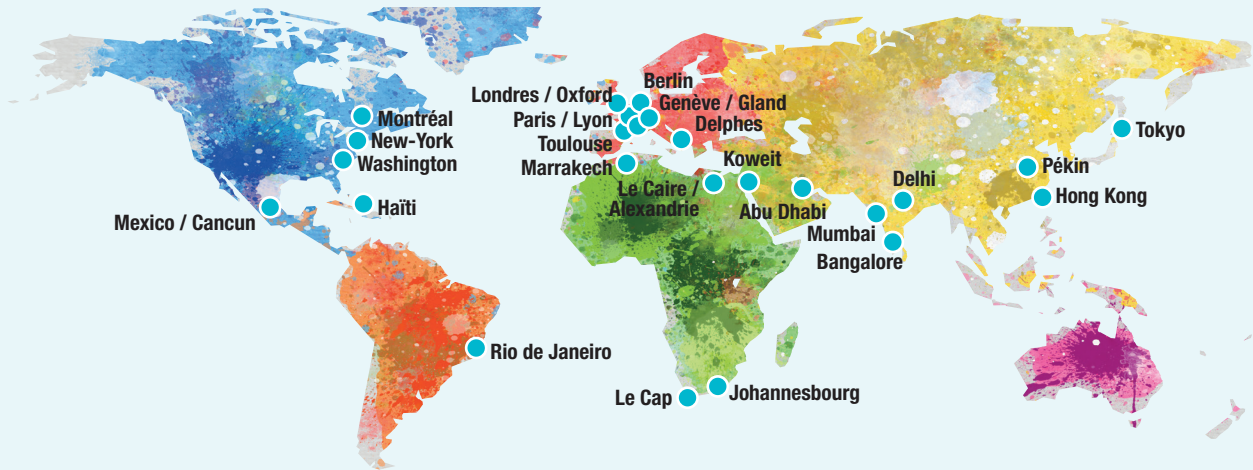 Berlin
Londres / Oxford
Genève / Gland
Paris / Lyon
Delphes
Montréal
New-York
Toulouse
Washington
Marrakech
Koweit
Tokyo
Pékin
Le Caire /
Alexandrie
Abu Dhabi
Delhi
Hong Kong
Haïti
Mexico / Cancun
Mumbai
Bangalore
Rio de Janeiro
Le Cap
Johannesbourg